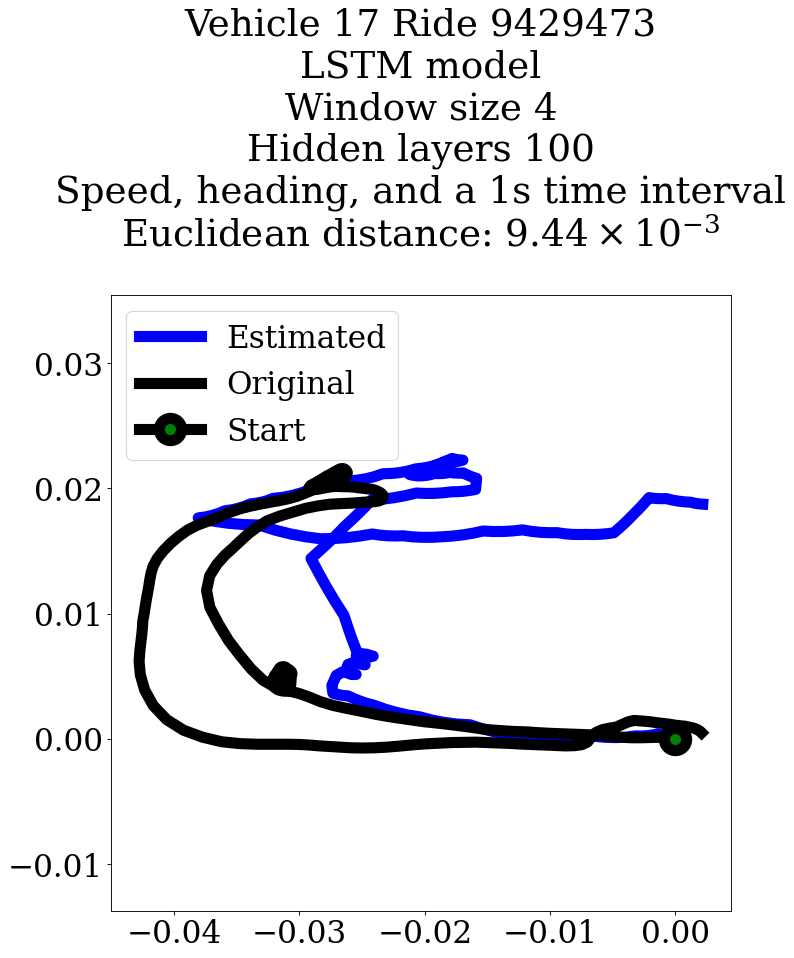 Vehicle 17 Ride 9429473
LSTM model
Window size 4
Hidden layers 100
Speed, heading, and a 1s time interval
Euclidean distance: 9.44 × 10⁻³
Estimated
Original
Start
0.03
0.02
0.01
0.00
−0.01
−0.04 −0.03 −0.02 −0.01 0.00